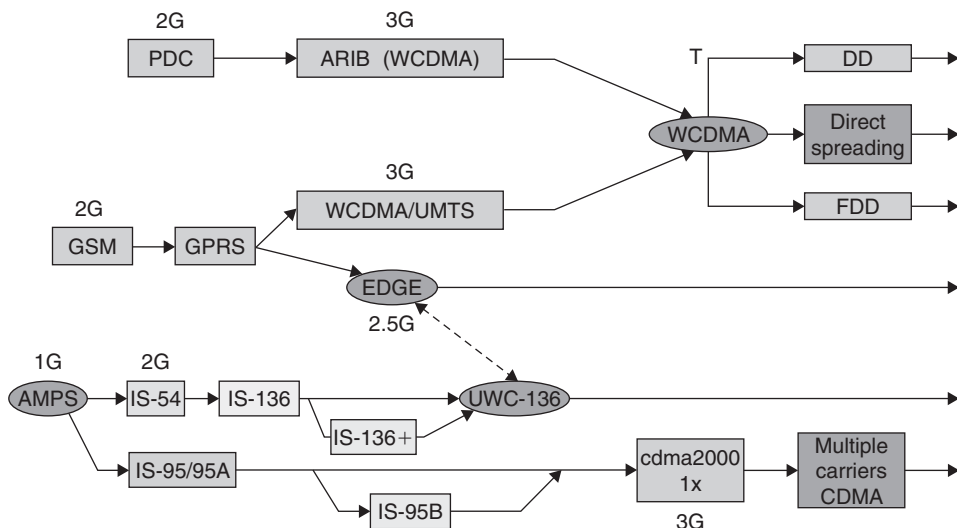 2G
3G
PDC
ARIB (WCDMA)
T
DD
WCDMA
Direct
spreading
3G
2G
WCDMA/UMTS
FDD
GSM
GPRS
EDGE
2.5G
1G
2G
AMPS
IS-54
IS-136
UWC-136
IS-136+
IS-95/95A
cdma2000
1x
Multiple
carriers
CDMA
IS-95B
3G